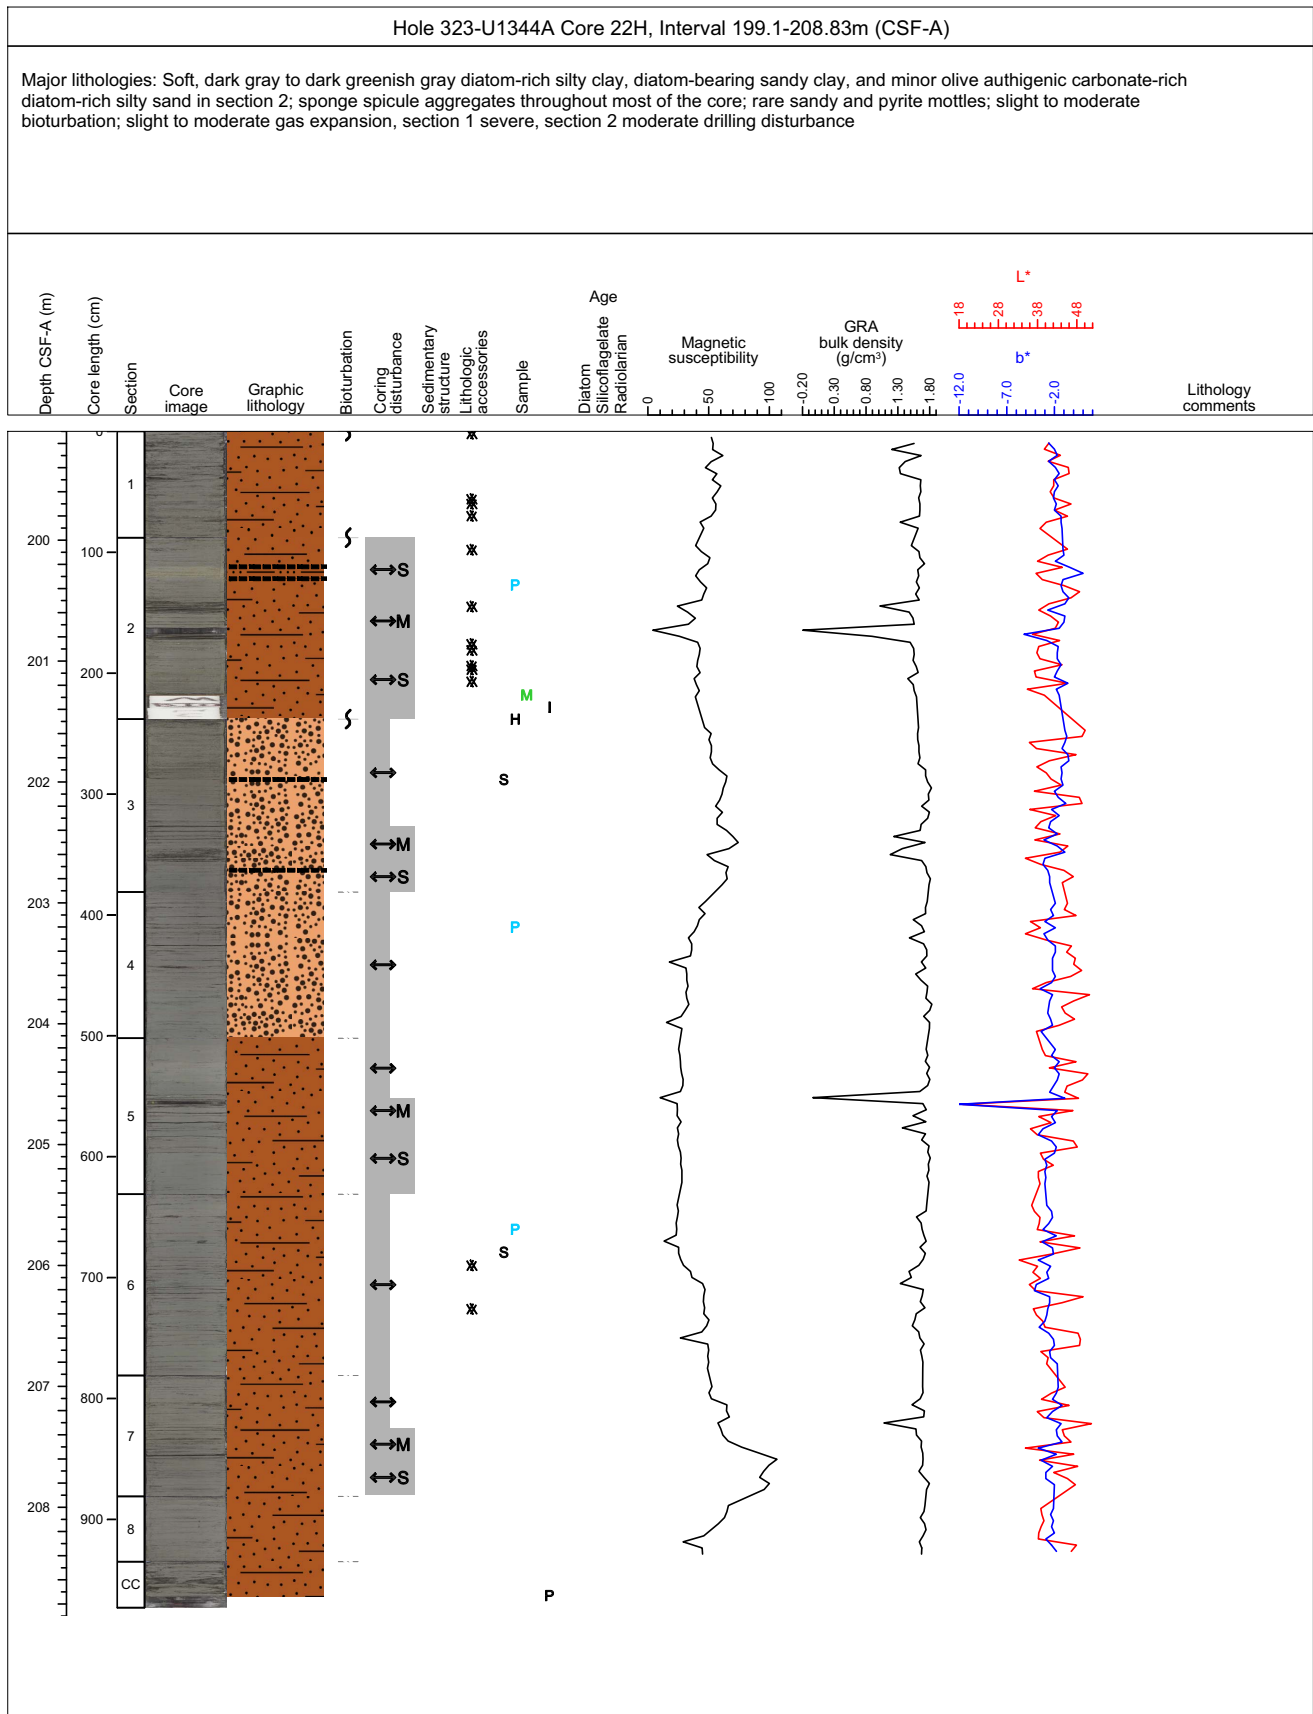 Hole 323-U1344A Core 22H, Interval 199.1-208.83m (CSF-A)
Major lithologies: Soft, dark gray to dark greenish gray diatom-rich silty clay, diatom-bearing sandy clay, and minor olive authigenic carbonate-rich
diatom-rich silty sand in section 2; sponge spicule aggregates throughout most of the core; rare sandy and pyrite mottles; slight to moderate
bioturbation; slight to moderate gas expansion, section 1 severe, section 2 moderate drilling disturbance
Depth CSF-A (m)
Core length (cm)
Section
Core
image
Graphic
lithology
Bioturbation
Coring
disturbance
Sedimentary
structure
Lithologic
accessories
Sample
Age
Diatom
Silicoflagelate
Radiolarian
Magnetic
susceptibility
0 50 100
GRA
bulk density
(g/cm³)
-0.20 0.30 0.80 1.30 1.80
L*
18 28 38 48
b*
-12.0 -7.0 -2.0
Lithology
comments
0
1
200
100
S
P
M
2
201
200
S
M
I
H
202
S
300
3
M
S
203
400
P
4
204
500
M
5
205
600
S
P
S
206
700
6
207
800
M
7
S
208
900
8
CC
P